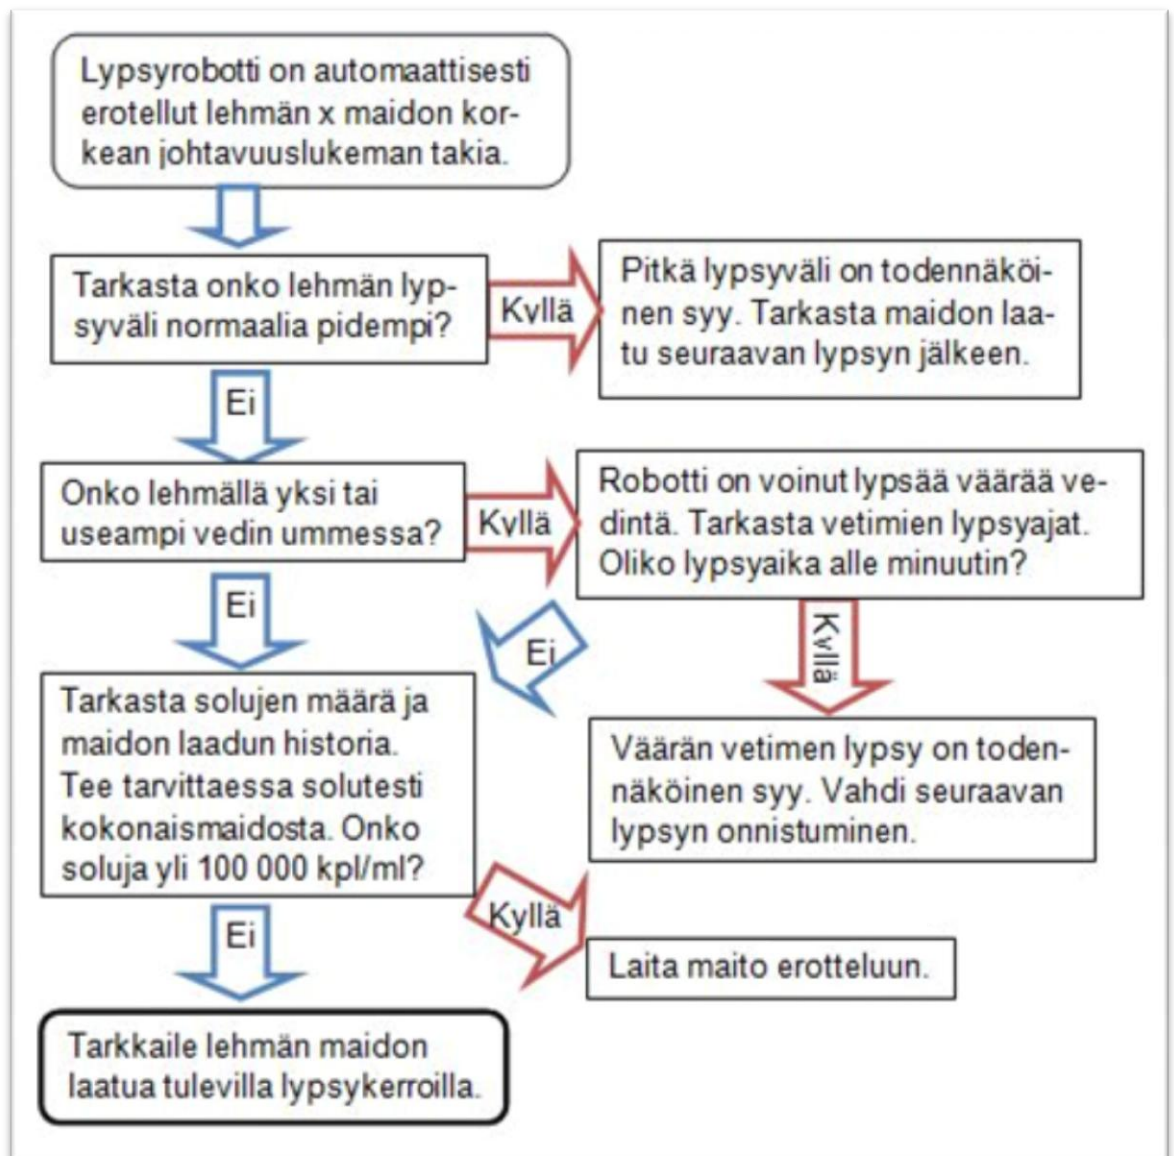 Lypsyrobotti on automaattisesti
erotellut lehmän x maidon kor-
kean johtavuuslukeman takia.
Tarkasta onko lehmän lyp-
syväli normaalia pidempi?
Kyllä
Pitkä lypsyväli on todennäköi-
nen syy. Tarkasta maidon laa-
tu seuraavan lypsyn jälkeen.
Ei
Onko lehmällä yksi tai
useampi vedin ummessa?
Kyllä
Robotti on voinut lypsää väärää ve-
dintä. Tarkasta vetimien lypsyajat.
Oliko lypsyaika alle minuutin?
Ei
Ei
Kyllä
Tarkasta solujen määrä ja
maidon laadun historia.
Tee tarvittaessa solutesti
kokonaismaidosta. Onko
soluja yli 100 000 kpl/ml?
Väärän vetimen lypsy on toden-
näköinen syy. Vahdi seuraavan
lypsyn onnistuminen.
Kyllä
Laita maito erotteluun.
Ei
Tarkkaile lehmän maidon
laatua tulevilla lypsykerroilla.